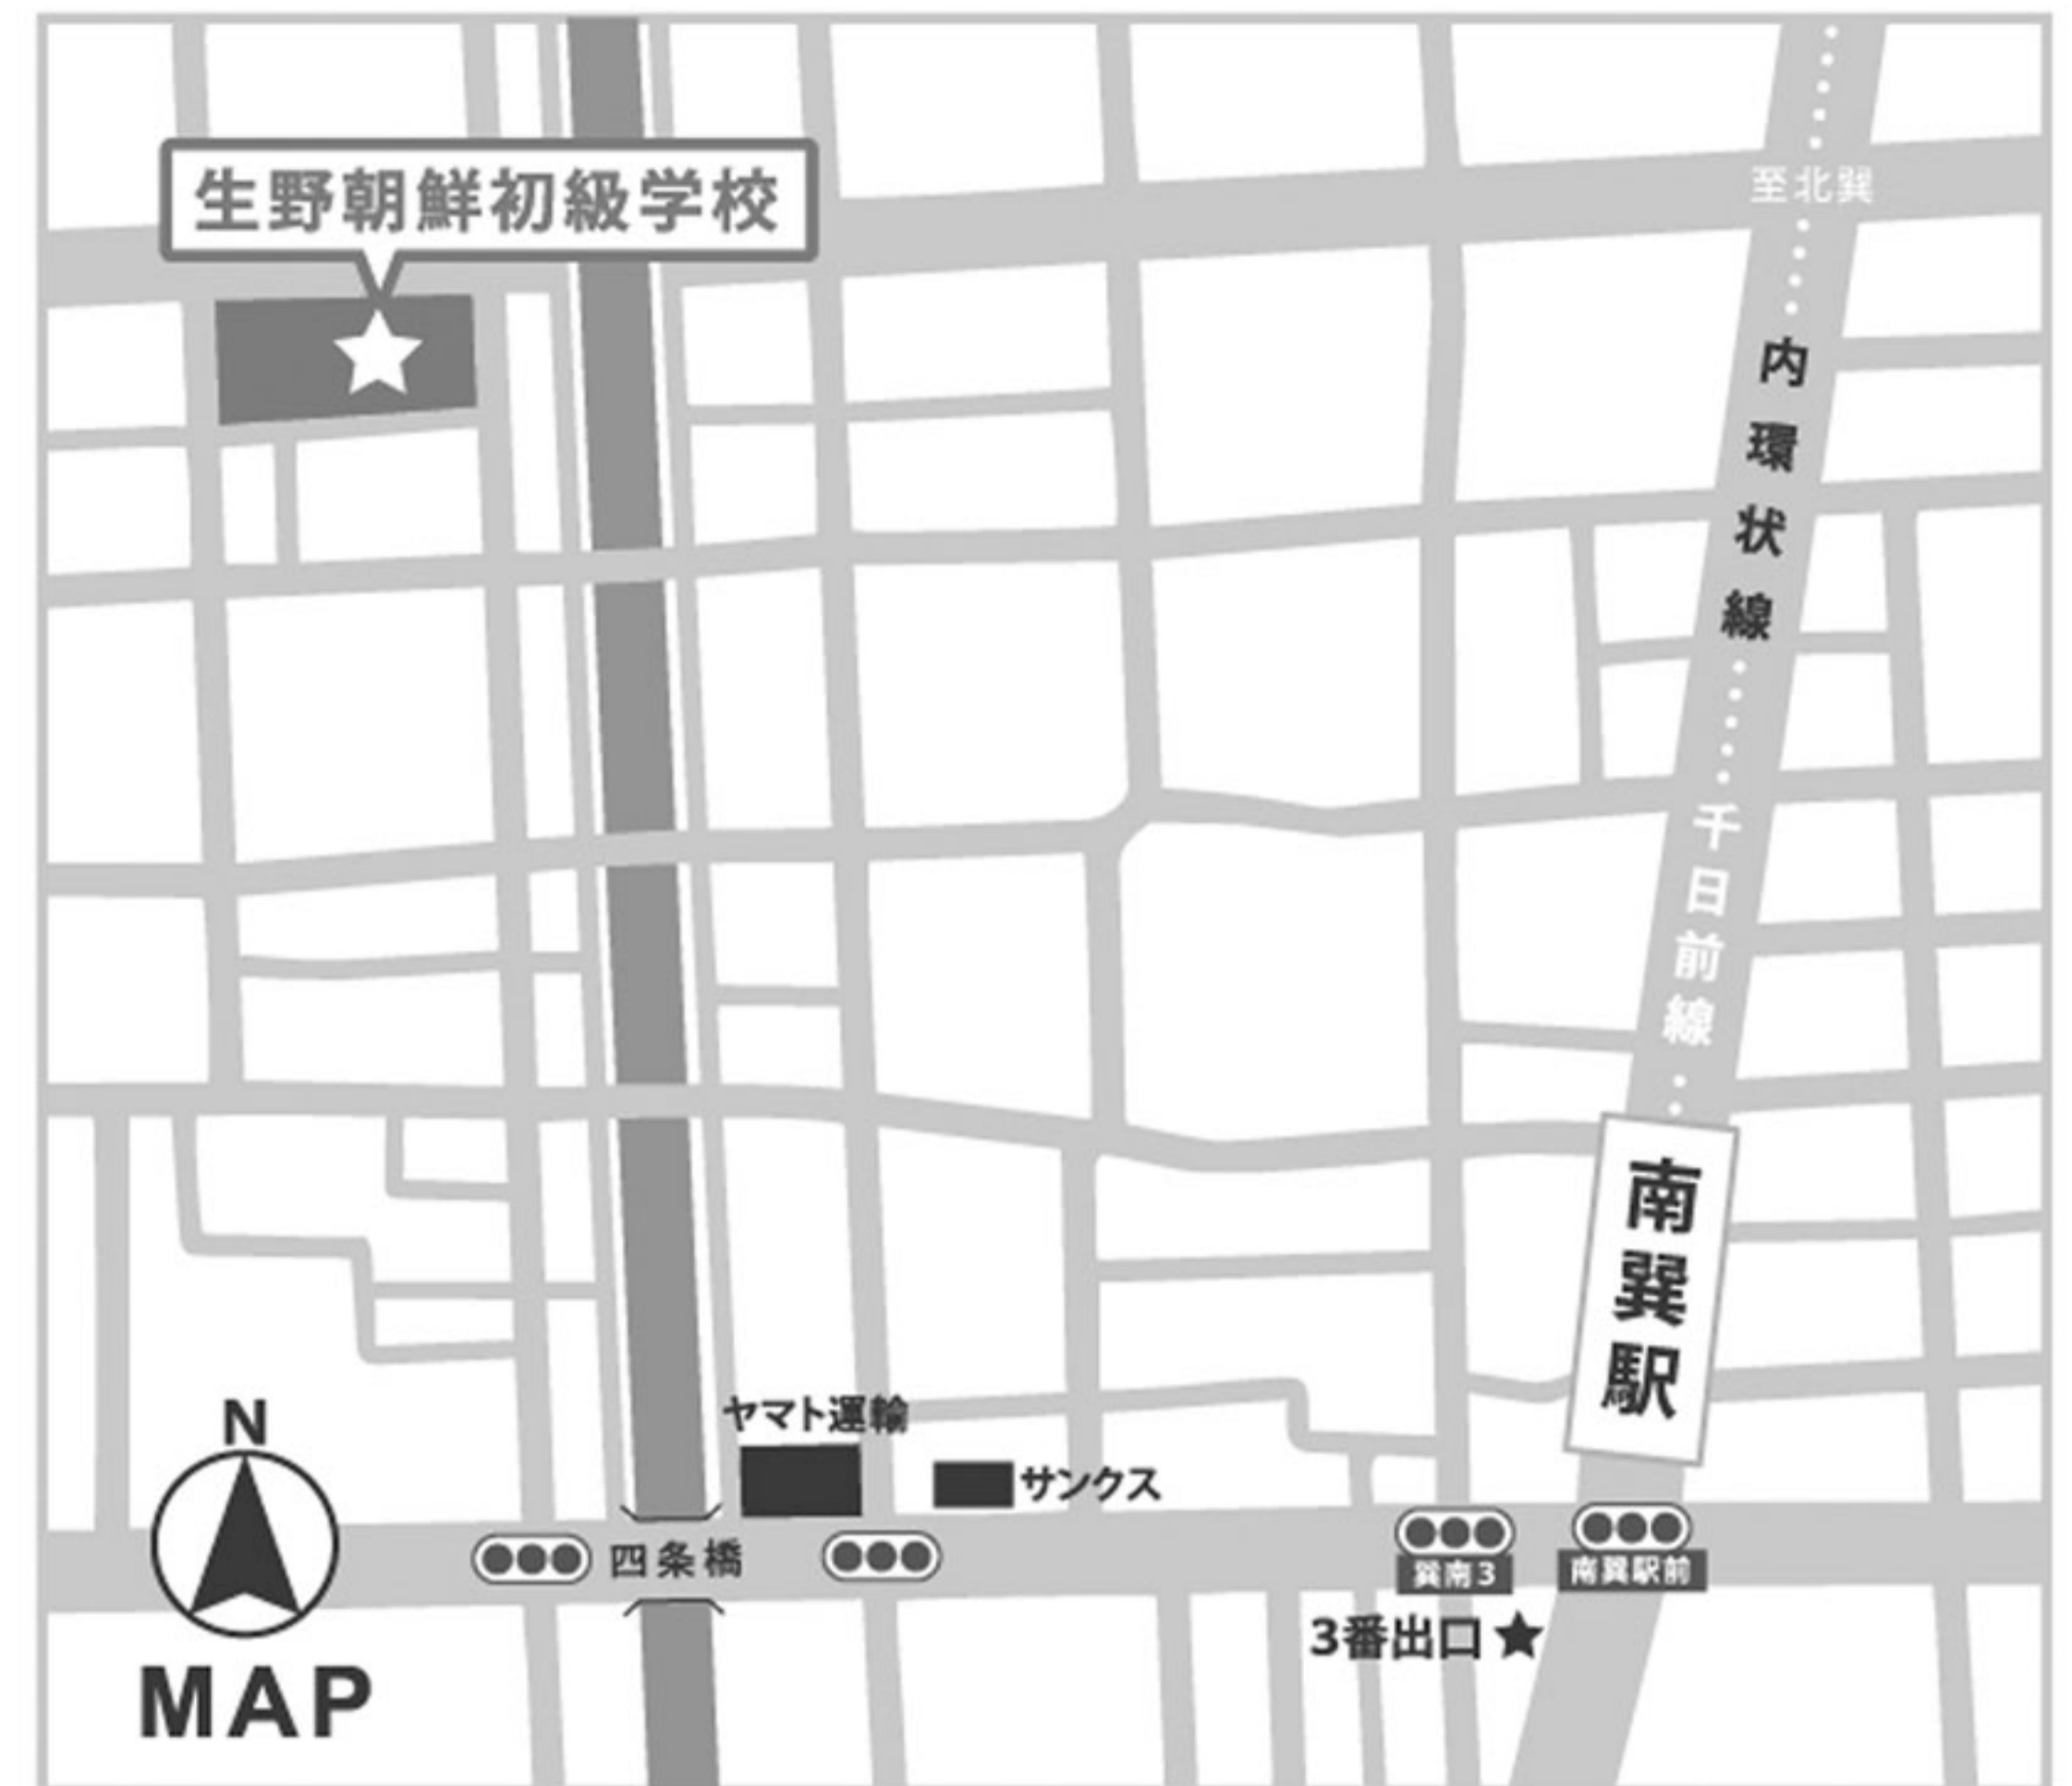 生野朝鮮初級学校
至北巽
内環状線
千日前線
南巽駅
N
MAP
ヤマト運輸
サンクス
四条橋
巽南3
南巽駅前
3番出口